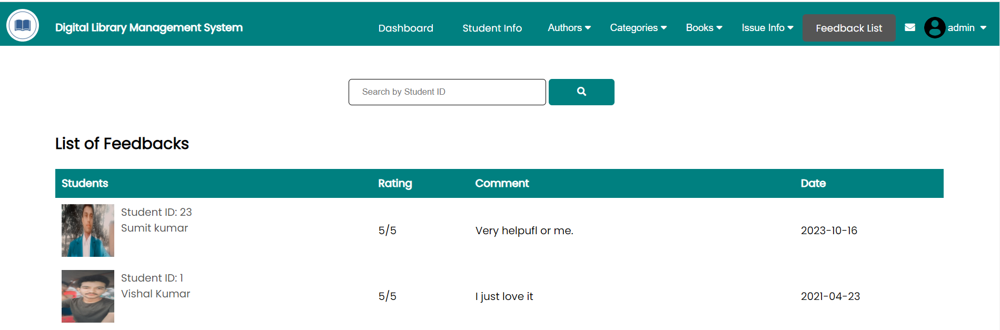 Digital Library Management System
Dashboard
Student Info
Authors
Categories
Books
Issue Info
Feedback List
admin
Search by Student ID
List of Feedbacks
Students Rating Comment Date
Student ID: 23
Sumit kumar
5/5 Very helpufl or me. 2023-10-16
Student ID: 1
Vishal Kumar
5/5 I just love it 2021-04-23